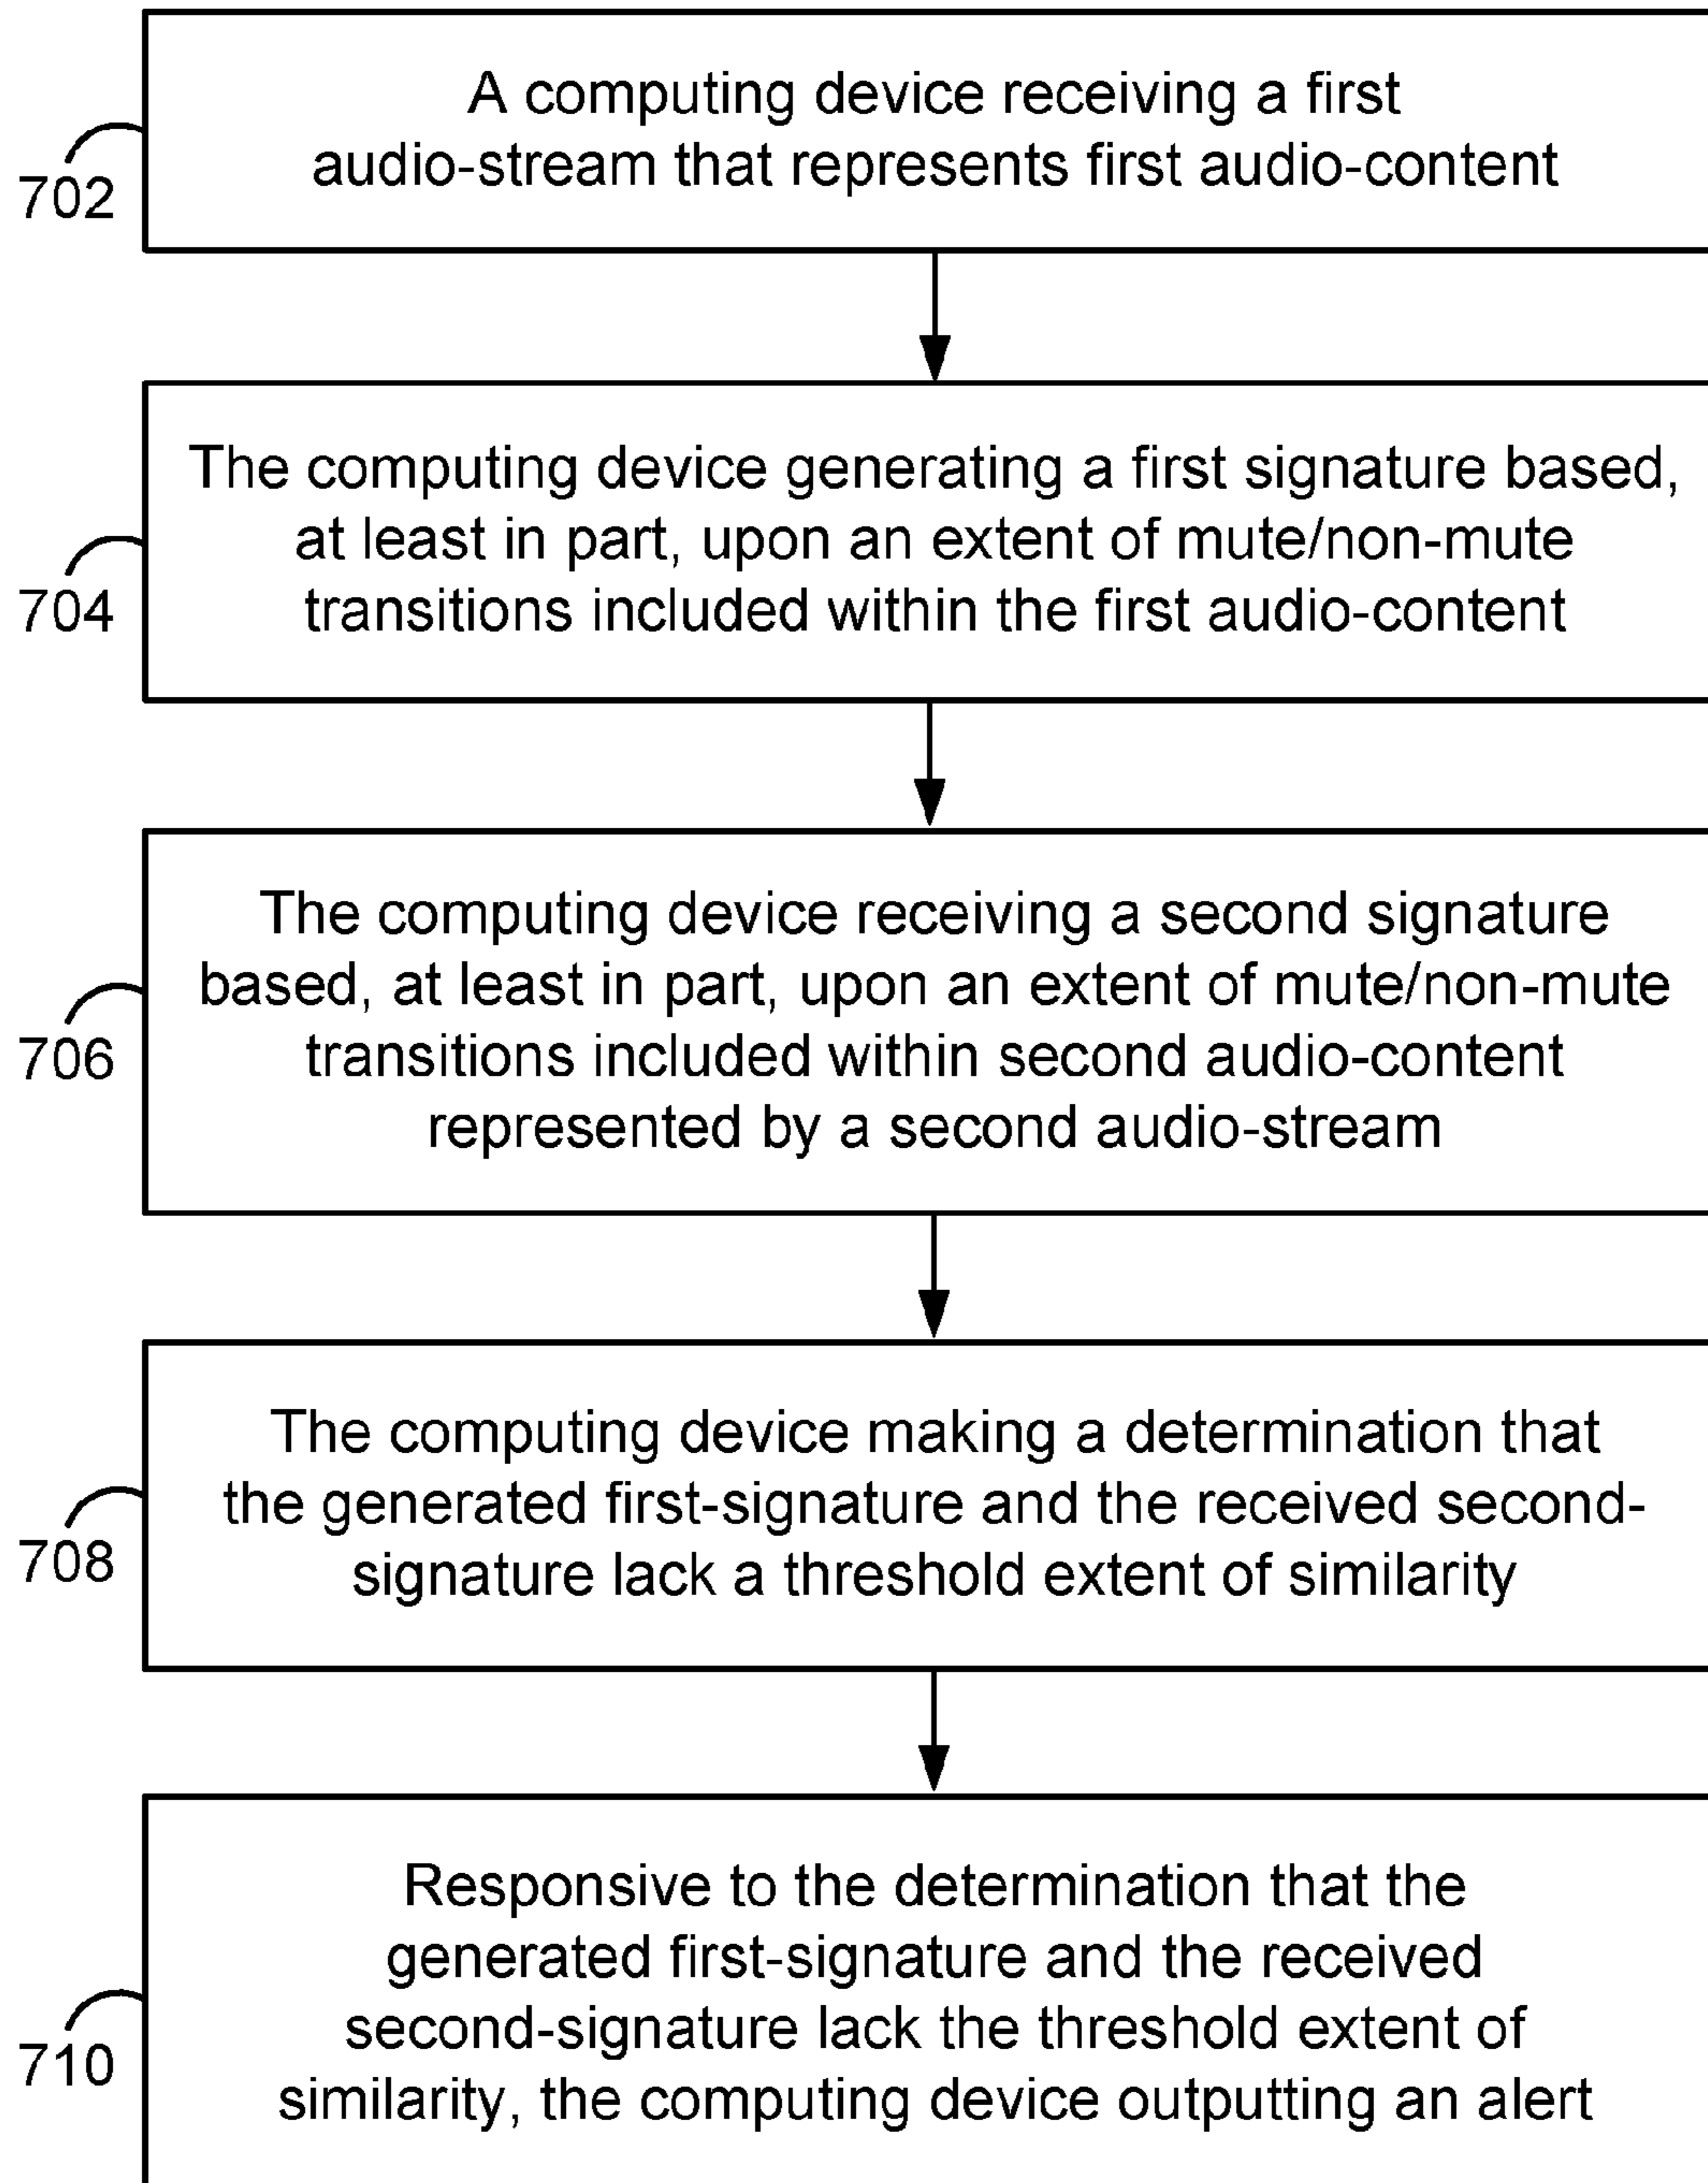 A computing device receiving a first
audio-stream that represents first audio-content
702
The computing device generating a first signature based,
at least in part, upon an extent of mute/non-mute
transitions included within the first audio-content
704
The computing device receiving a second signature
based, at least in part, upon an extent of mute/non-mute
transitions included within second audio-content
represented by a second audio-stream
706
The computing device making a determination that
the generated first-signature and the received second-
signature lack a threshold extent of similarity
708
Responsive to the determination that the
generated first-signature and the received
second-signature lack the threshold extent of
similarity, the computing device outputting an alert
710